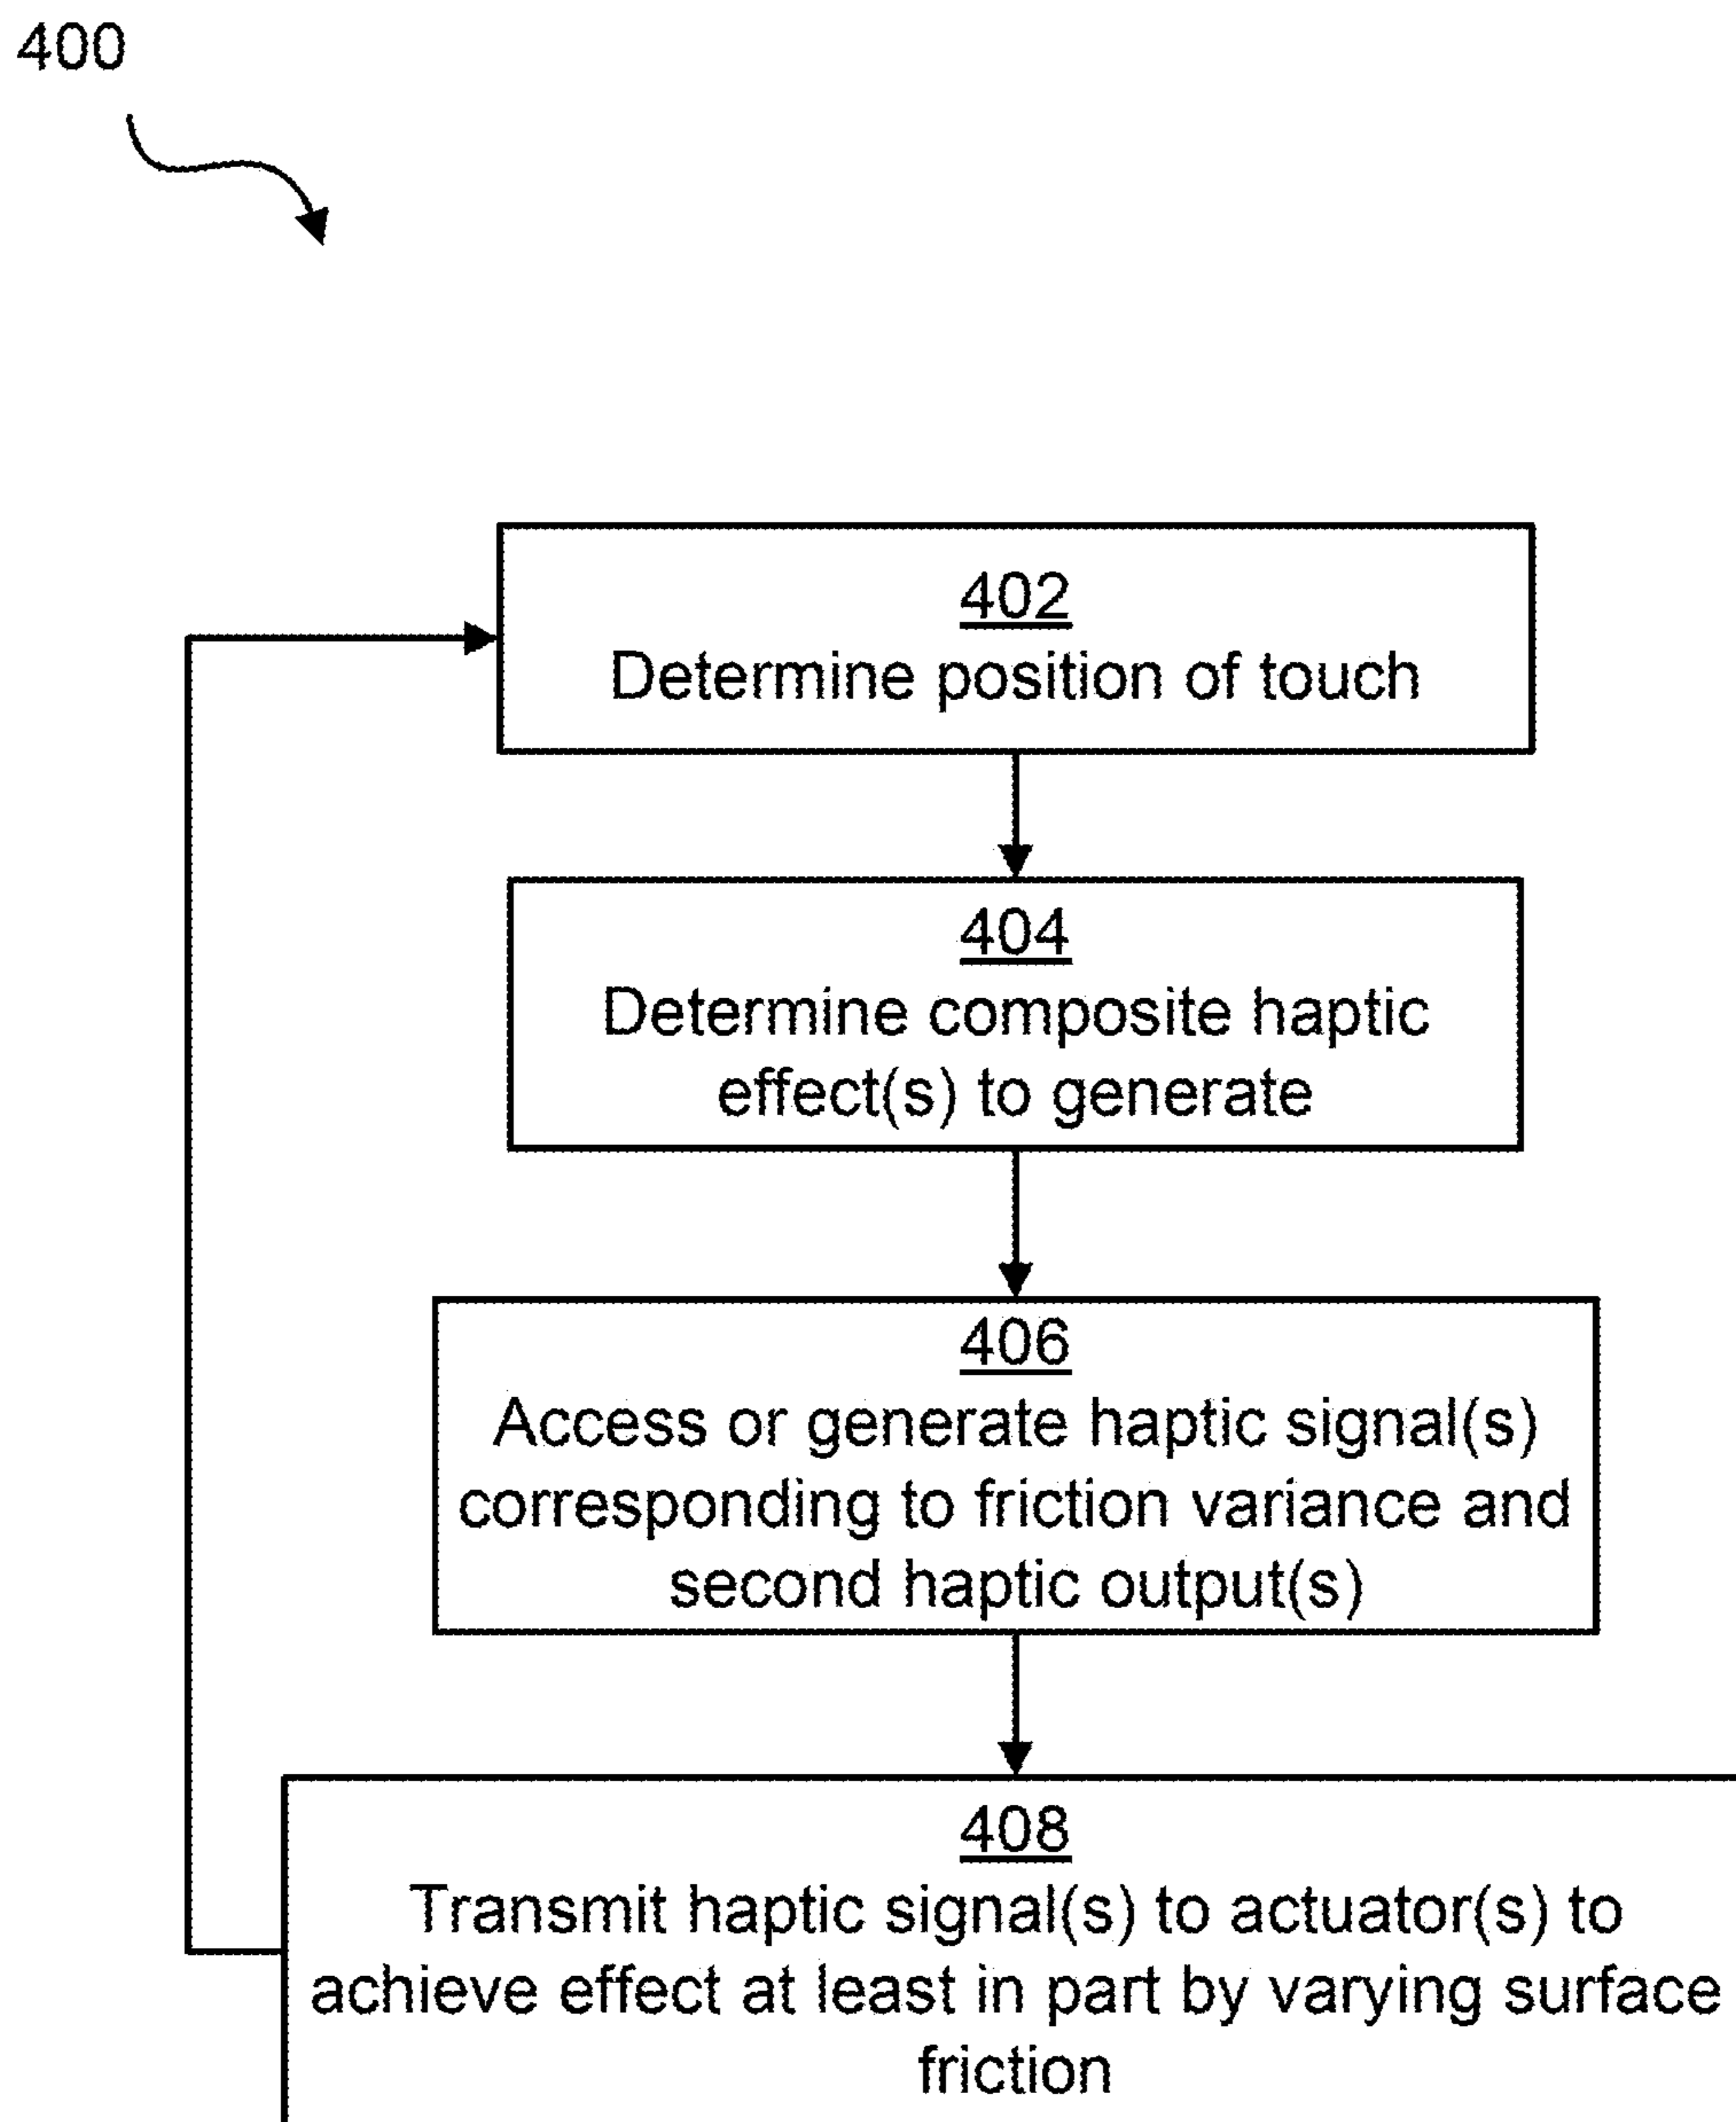 400
402
Determine position of touch
404
Determine composite haptic
effect(s) to generate
406
Access or generate haptic signal(s)
corresponding to friction variance and
second haptic output(s)
408
Transmit haptic signal(s) to actuator(s) to
achieve effect at least in part by varying surface
friction